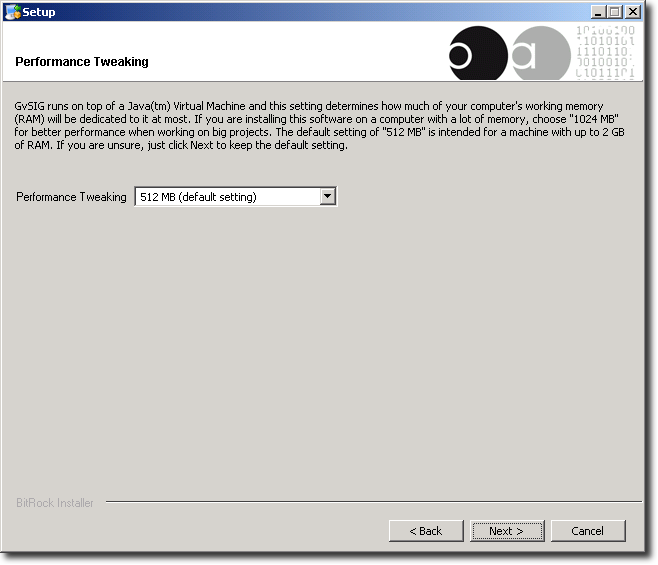 Setup
Performance Tweaking
GvSIG runs on top of a Java(tm) Virtual Machine and this setting determines how much of your computer's working memory
(RAM) will be dedicated to it at most. If you are installing this software on a computer with a lot of memory, choose "1024 MB"
for better performance when working on big projects. The default setting of "512 MB" is intended for a machine with up to 2 GB
of RAM. If you are unsure, just click Next to keep the default setting.
Performance Tweaking 512 MB (default setting)
BitRock Installer
< Back Next > Cancel